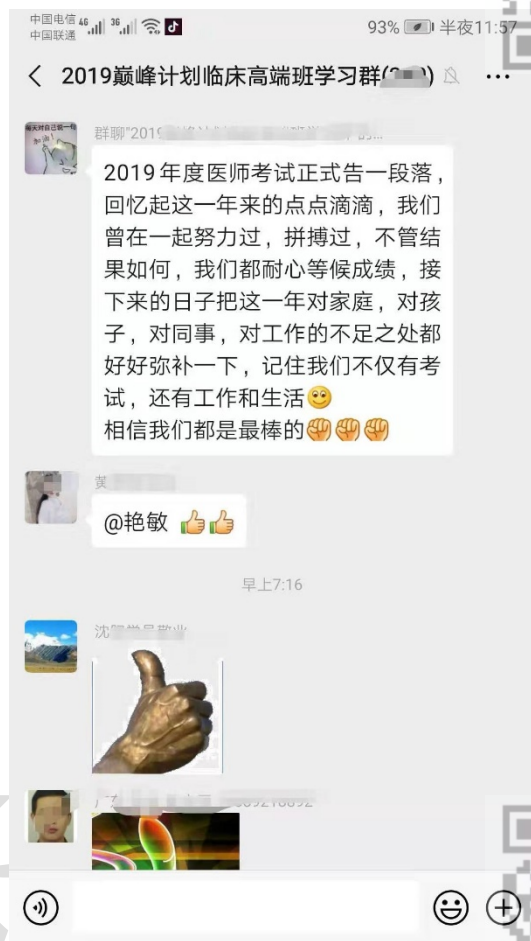 中国电信 46
36
93%
半夜11:57
中国联通
2019巅峰计划临床高端班学习群(
群聊"2019
2019年度医师考试正式告一段落，
回忆起这一年来的点点滴滴，我们
曾在一起努力过，拼搏过，不管结
果如何，我们都耐心等候成绩，接
下来的日子把这一年对家庭，对孩
子，对同事，对工作的不足之处都
好好弥补一下，记住我们不仅有考
试，还有工作和生活
相信我们都是最棒的
黄
@艳敏
早上7:16
沈